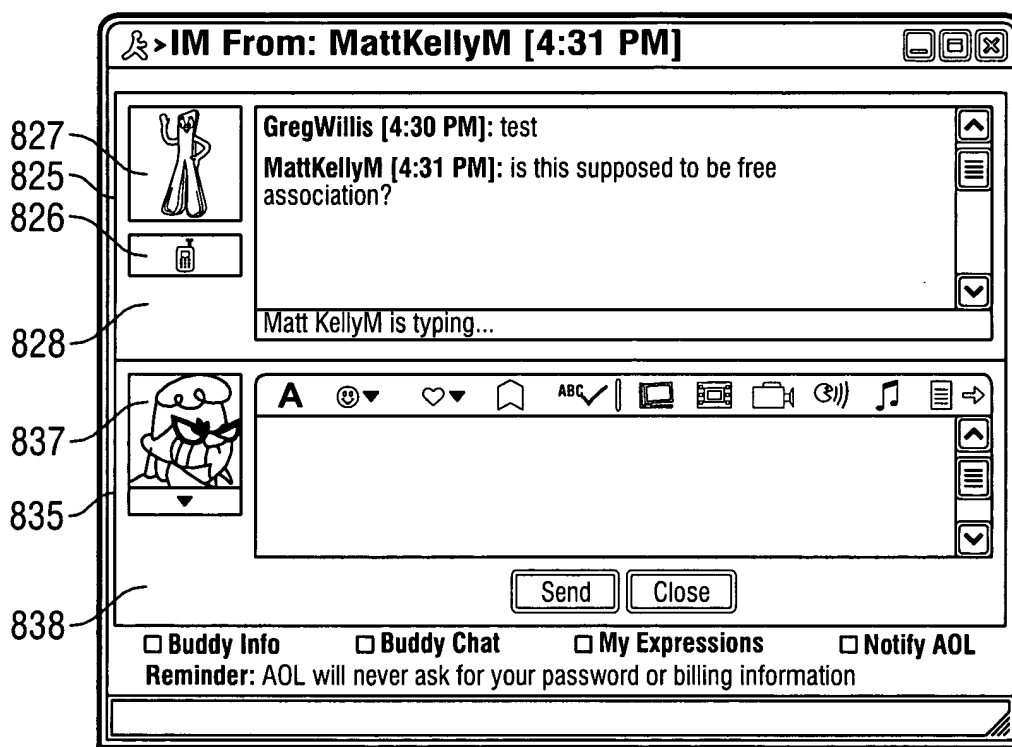 >IM From: MattKellyM [4:31 PM]
827
825
826
828
GregWillis [4:30 PM]: test
MattKellyM [4:31 PM]: is this supposed to be free
association?
Matt KellyM is typing...
837
835
838
A
ABC
Send Close
Buddy Info Buddy Chat My Expressions Notify AOL
Reminder: AOL will never ask for your password or billing information